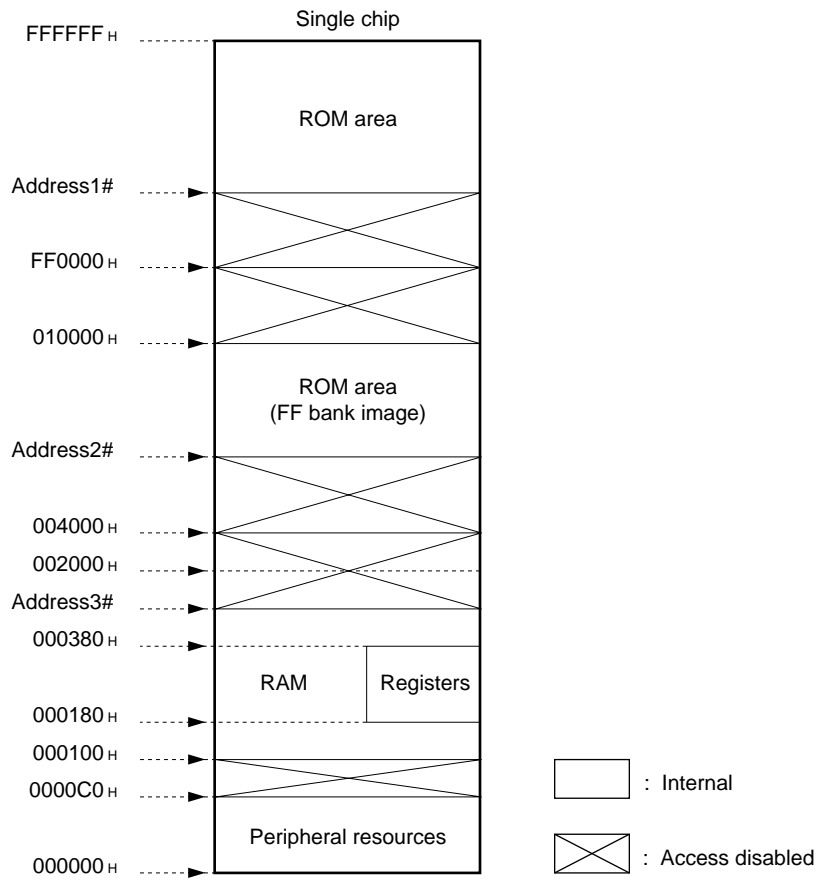 Single chip
FFFFFF H
ROM area
Address1#
FF0000 H
010000 H
ROM area
(FF bank image)
Address2#
004000 H
002000 H
Address3#
000380 H
RAM
Registers
000180 H
000100 H
0000C0 H
: Internal
Peripheral resources
: Access disabled
000000 H